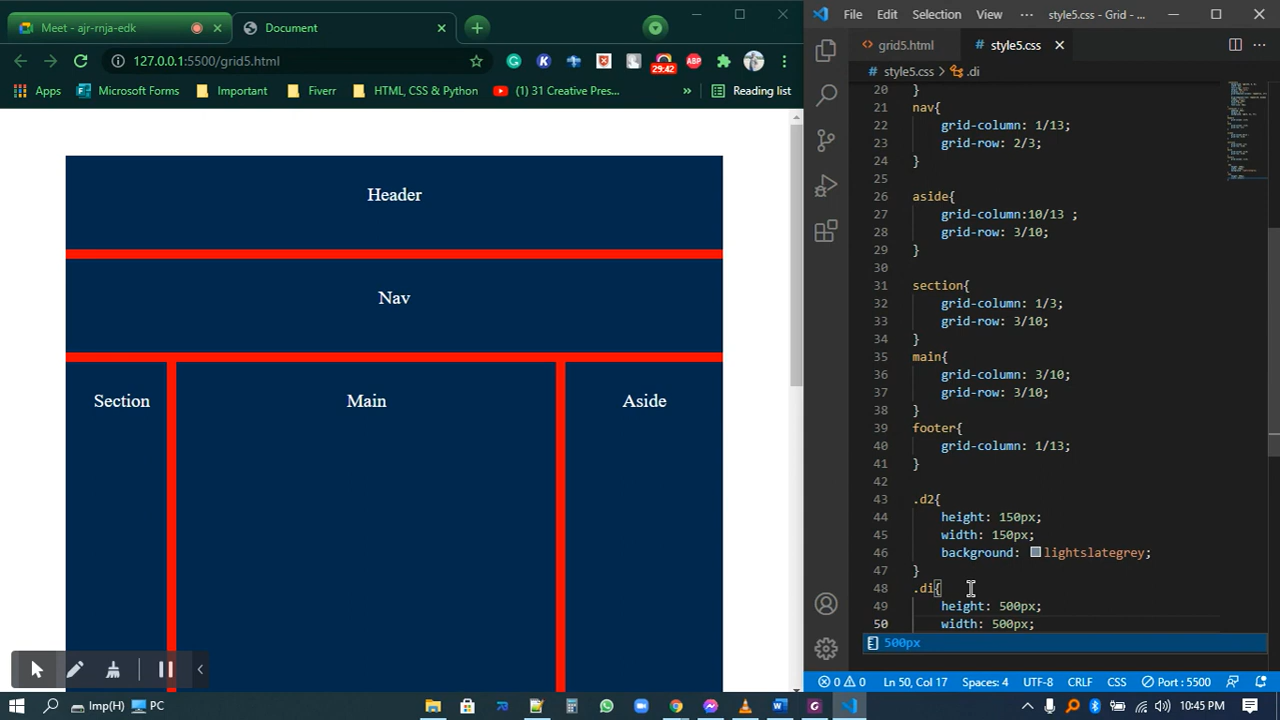 Meet - ajr-rnja-edk
Document
127.0.0.1:5500/grid5.html
29:42
ABP
Apps
Microsoft Forms
Important
Fiverr
HTML, CSS & Python
(1) 31 Creative Pres...
»
Reading list
Header
Nav
Section
Main
Aside
File
Edit
Selection
View
···
style5.css - Grid - ...
grid5.html
style5.css
style5.css > .di
20 }
21 nav{
22 grid-column: 1/13;
23 grid-row: 2/3;
24 }
25
26 aside{
27 grid-column:10/13 ;
28 grid-row: 3/10;
29 }
30
31 section{
32 grid-column: 1/3;
33 grid-row: 3/10;
34 }
35 main{
36 grid-column: 3/10;
37 grid-row: 3/10;
38 }
39 footer{
40 grid-column: 1/13;
41 }
42
43 .d2{
44 height: 150px;
45 width: 150px;
46 background: lightslategrey;
47 }
48 .di{
49 height: 500px;
50 width: 500px;
500px
0 0
Ln 50, Col 17
Spaces: 4
UTF-8
CRLF
CSS
Port : 5500
Imp(H)
PC
10:45 PM